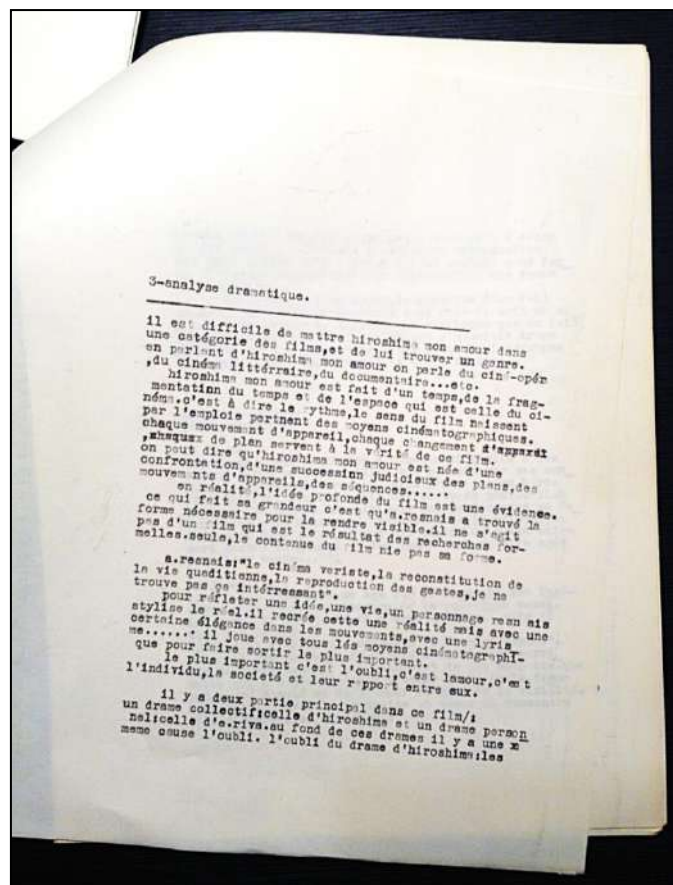 3-analyse dramatique.
il est difficile de mettre hiroshima mon amour dans
une catégorie des films,et de lui trouver un genre.
en parlant d'hiroshima mon amour on parle du ciné-opér
,du cinéma littérraire,du documentaire...etc.
hiroshima mon amour est fait d'un temps,de la frag-
mentation du temps et de l'espace qui est celle du ci-
néma.c'est à dire le rythme,le sens du film naissent
par l'emploie pertnent des moyens cinématographiques.
chaque mouvement d'appareil,chaque changement d'appareil
,xhaquxx de plan servent à la vérité de ce film.
on peut dire qu'hiroshima mon amour est née d'une
confrontation,d'une succession judicieux des plans,des
mouvements d'appareils,des séquences......
en réalité,l'idée profonde du film est une évidence.
ce qui fait sa grandeur c'est qu'a.resnais a trouvé la
forme nécessaire pour la rendre visible.il ne s'agit
pas d'un film qui est le résultat des recherches for-
melles.seule,le contenue du film nie pas sa forme.
a.resnais:"le cinéma veriste,la reconstitution de
la vie queditienne,la reproduction des gestes,je ne
trouve pas ça intérressant".
pour réfleter une idée,une vie,un personnage resn ais
stylise le réel.il recrée cette une réalité mais avec une
certaine élégance dans les mouvements,avec une lyris
me......' il joue avec tous lés moyens cinématographi-
que pour faire sortir le plus important.
le plus important c'est l'oubli,c'est lamour,c'est
l'individu,la societé et leur rapport entre eux.
il y a deux partie principal dans ce film/:
un drame collectif:celle d'hiroshima et un drame person
nel:celle d'e.riva.au fond de ces drames il y a une x
meme cause l'oubli. l'oubli du drame d'hiroshima:les